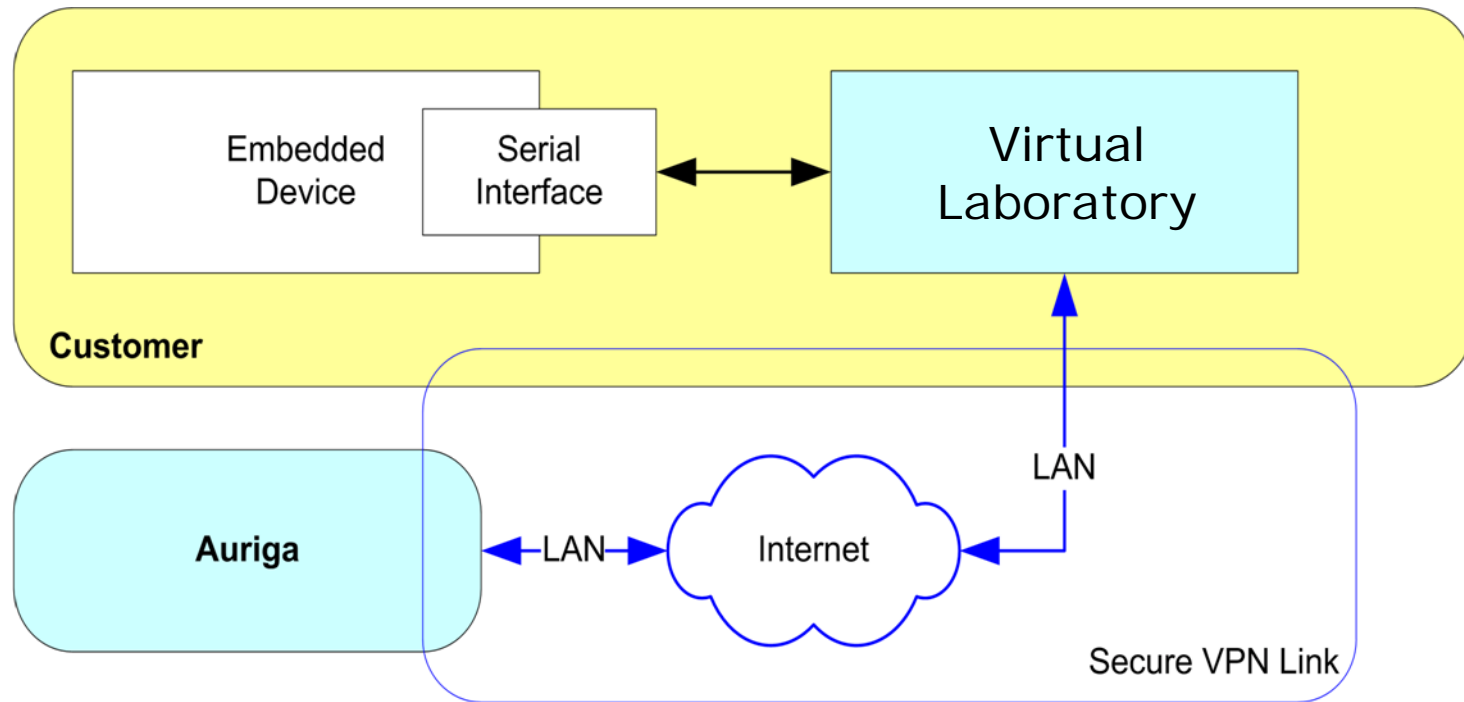 Embedded
Device
Serial
Interface
Virtual
Laboratory
Customer
LAN
Auriga
LAN
Internet
Secure VPN Link